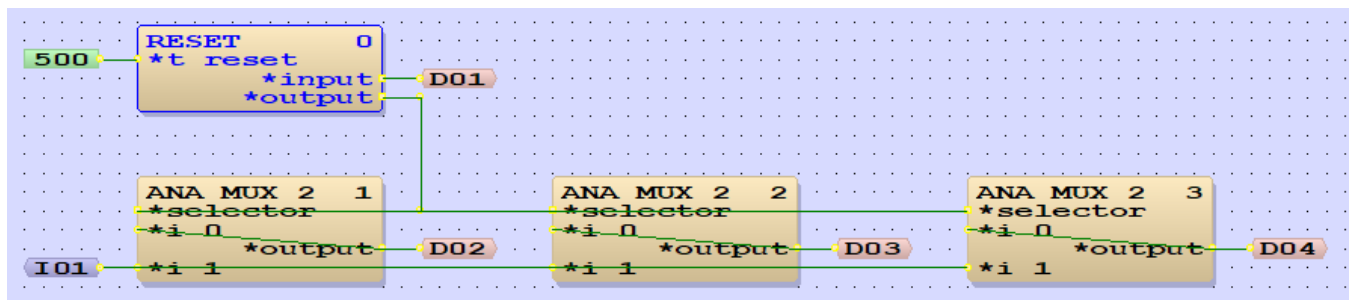 RESET 0
500 *t reset
*input D01
*output
ANA MUX 2 1 ANA MUX 2 2 ANA MUX 2 3
*selector *selector *selector
*i 0 *i 0 *i 0
*output D02 *output D03 *output D04
I01 *i 1 *i 1 *i 1